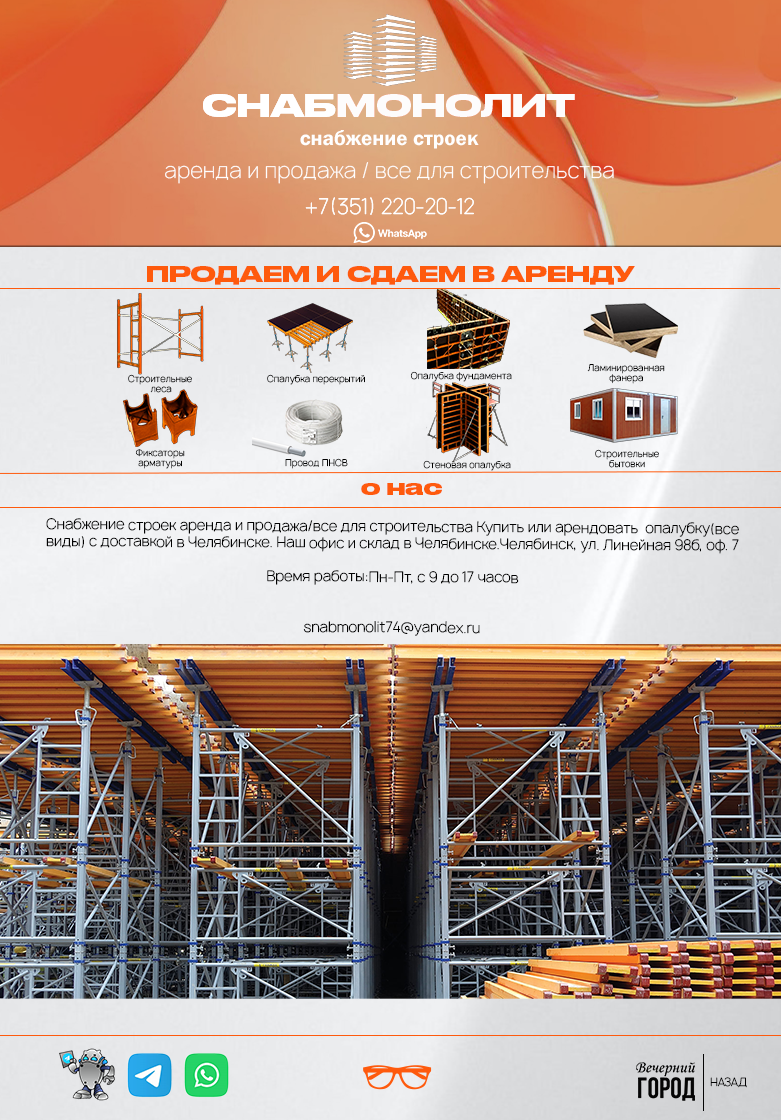 СНАБМОНОЛИТ
снабжение строек
аренда и продажа / все для строительства
+7(351) 220-20-12
WhatsApp
ПРОДАЕМ И СДАЕМ В АРЕНДУ
Строительные
леса
Спалубка перекрытий
Опалубка фундамента
Ламинированная
фанера
Фиксаторы
арматуры
Провод ПНСВ
Стеновая опалубка
Строительные
бытовки
о нас
Снабжение строек аренда и продажа/все для строительства Купить или арендовать опалубку(все
виды) с доставкой в Челябинске. Наш офис и склад в Челябинске.Челябинск, ул. Линейная 98б, оф. 7
Время работы:Пн-Пт, с 9 до 17 часов
snabmonolit74@yandex.ru
Вечерний
ГОРОД
НАЗАД